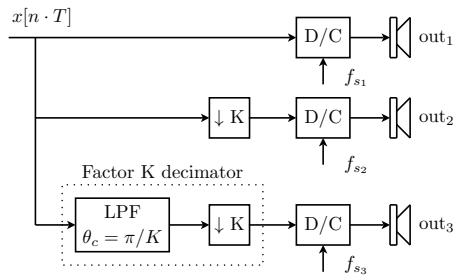 x[n · T]
D/C
out₁
fₛ₁
↓ K
D/C
out₂
fₛ₂
Factor K decimator
LPF
θc = π/K
↓ K
D/C
out₃
fₛ₃